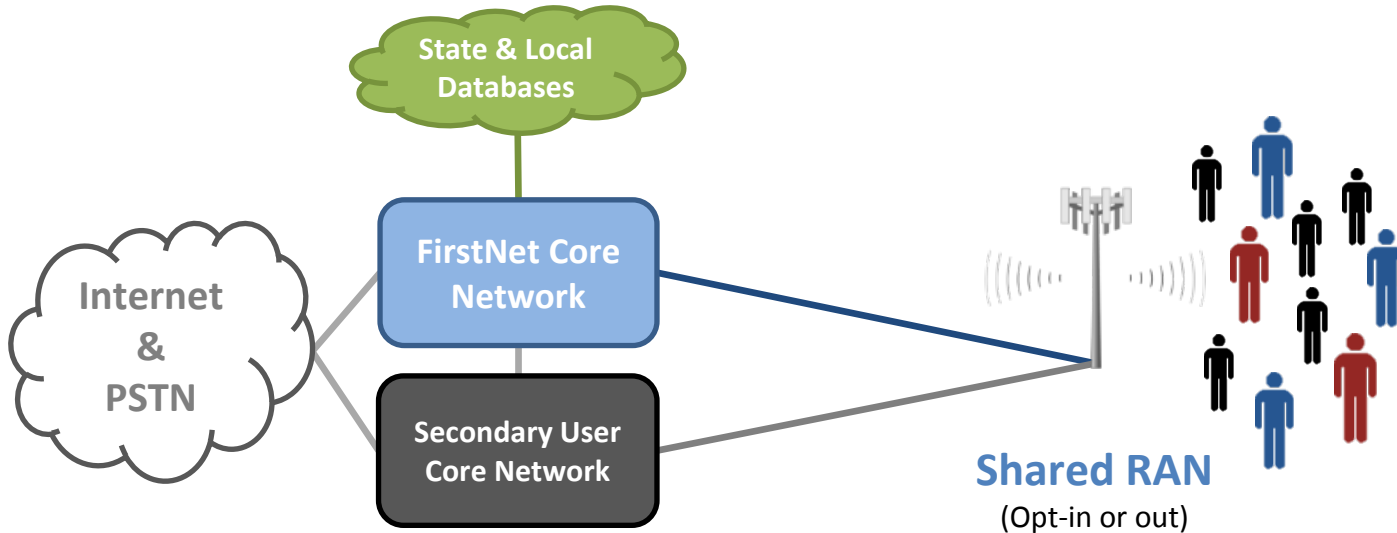 State & Local
Databases
FirstNet Core
Network
Internet
&
PSTN
Secondary User
Core Network
Shared RAN
(Opt-in or out)